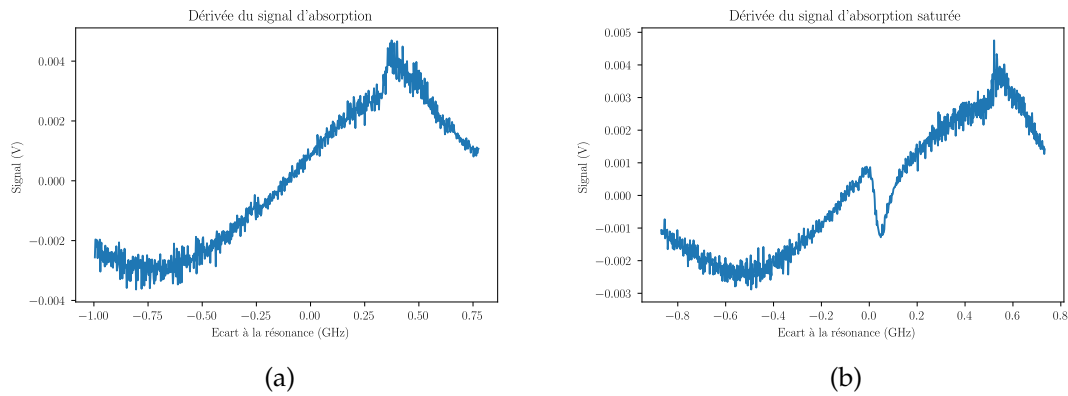 Dérivée du signal d'absorption
Signal (V)
0.004
0.002
0.000
−0.002
−0.004
−1.00 −0.75 −0.50 −0.25 0.00 0.25 0.50 0.75
Ecart à la résonance (GHz)
(a)
Dérivée du signal d'absorption saturée
Signal (V)
0.005
0.004
0.003
0.002
0.001
0.000
−0.001
−0.002
−0.003
−0.8 −0.6 −0.4 −0.2 0.0 0.2 0.4 0.6 0.8
Ecart à la résonance (GHz)
(b)